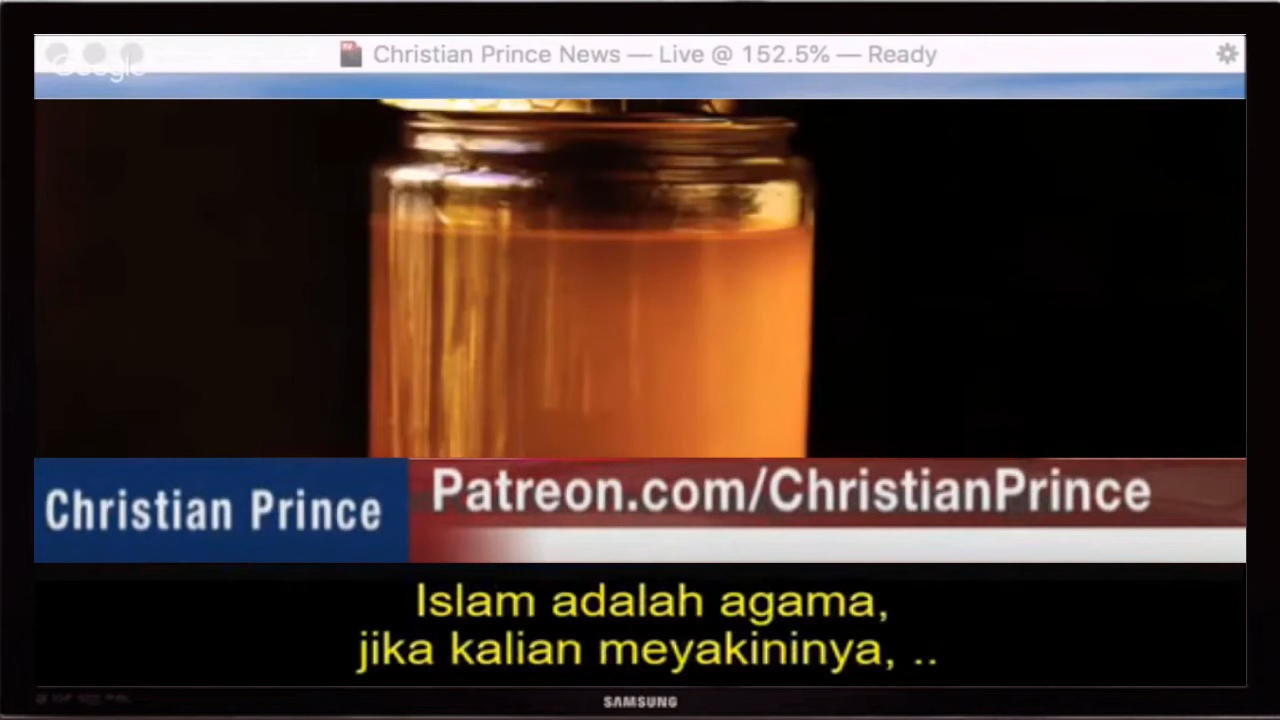 Christian Prince News — Live @ 152.5% — Ready
Google
Christian Prince
Patreon.com/ChristianPrince
Islam adalah agama,
jika kalian meyakininya, ..
SAMSUNG